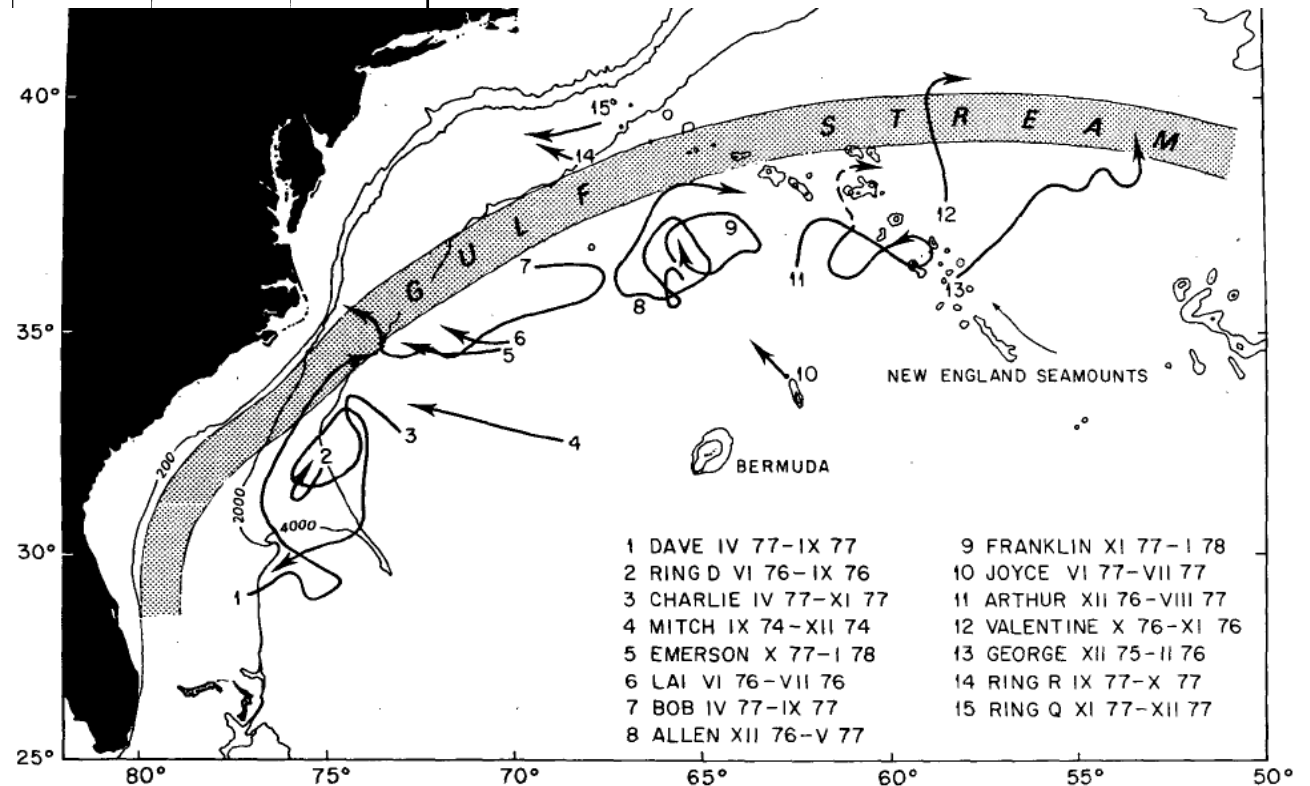 40°
35°
30°
25°
80°
75°
70°
65°
60°
55°
50°
GULF STREAM
15
14
12
9
7
11
8
13
6
5
10
NEW ENGLAND SEAMOUNTS
3
4
2
BERMUDA
200
2000
4000
1
1 DAVE IV 77-IX 77
2 RING D VI 76-IX 76
3 CHARLIE IV 77-XI 77
4 MITCH IX 74-XII 74
5 EMERSON X 77-I 78
6 LAI VI 76-VII 76
7 BOB IV 77-IX 77
8 ALLEN XII 76-V 77
9 FRANKLIN XI 77-I 78
10 JOYCE VI 77-VII 77
11 ARTHUR XII 76-VIII 77
12 VALENTINE X 76-XI 76
13 GEORGE XII 75-II 76
14 RING R IX 77-X 77
15 RING Q XI 77-XII 77